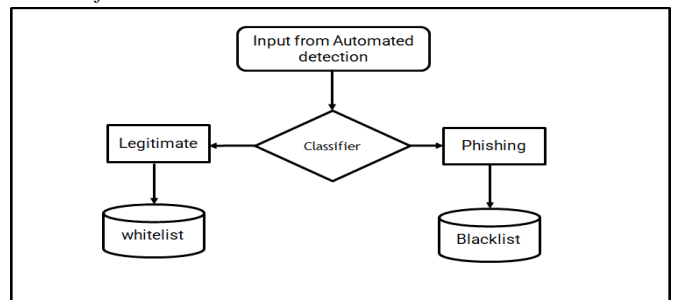 Input from Automated
detection
Classifier
Legitimate
Phishing
whitelist
Blacklist